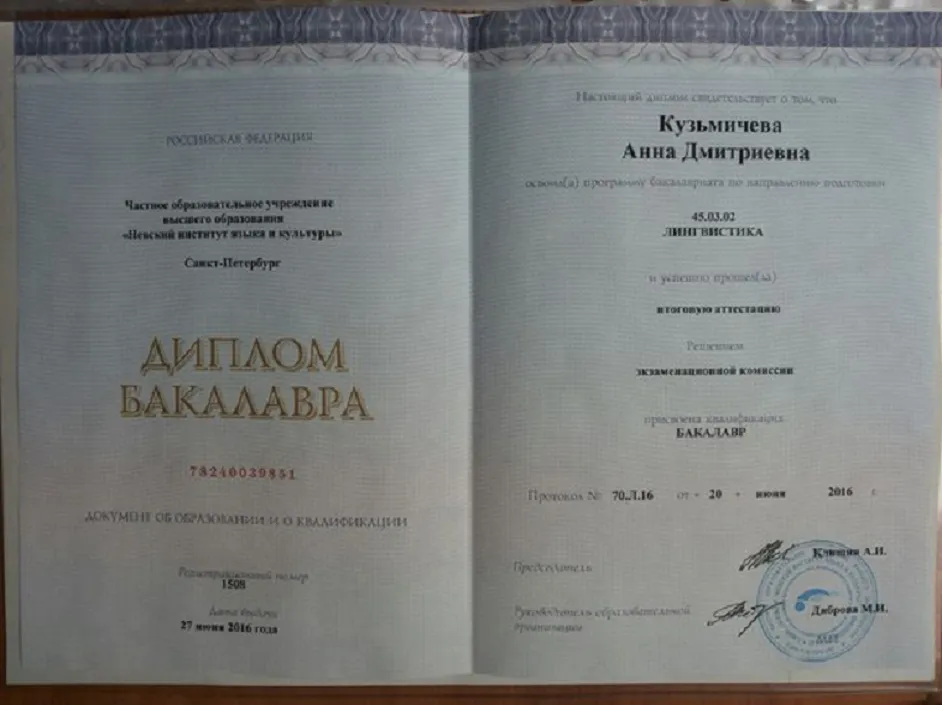 РОССИЙСКАЯ ФЕДЕРАЦИЯ
Частное образовательное учреждение
высшего образования
«Невский институт языка и культуры»
Санкт-Петербург
ДИПЛОМ
БАКАЛАВРА
78240039851
ДОКУМЕНТ ОБ ОБРАЗОВАНИИ И О КВАЛИФИКАЦИИ
Регистрационный номер
1508
Дата выдачи
27 июня 2016 года
Настоящий диплом свидетельствует о том, что
Кузьмичева
Анна Дмитриевна
освоил(а) программу бакалавриата по направлению подготовки
45.03.02
ЛИНГВИСТИКА
и успешно прошел(ла)
итоговую аттестацию
Решением
экзаменационной комиссии
присвоена квалификация
БАКАЛАВР
Протокол № 70.Л.16 от « 20 » июня 2016 г.
Председатель
А.И.
Руководитель образовательной
организации
Диброва М.И.